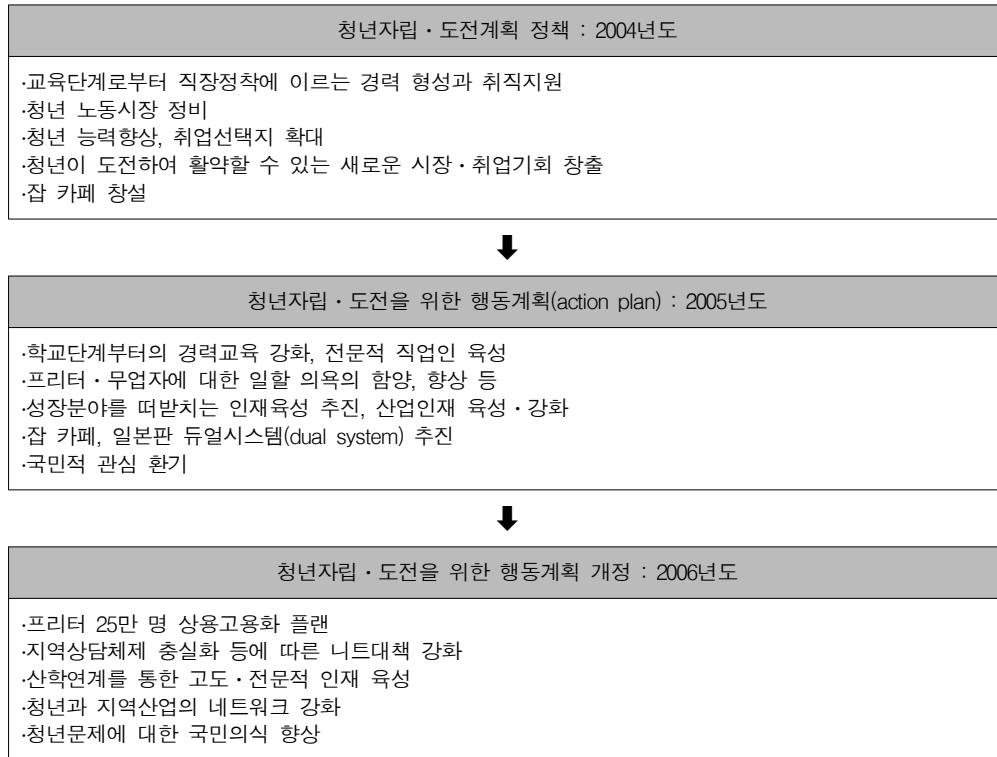 청년자립・도전계획 정책 : 2004년도
·교육단계로부터 직장정착에 이르는 경력 형성과 취직지원
·청년 노동시장 정비
·청년 능력향상, 취업선택지 확대
·청년이 도전하여 활약할 수 있는 새로운 시장・취업기회 창출
·잡 카페 창설
청년자립・도전을 위한 행동계획(action plan) : 2005년도
·학교단계부터의 경력교육 강화, 전문적 직업인 육성
·프리터・무업자에 대한 일할 의욕의 함양, 향상 등
·성장분야를 떠받치는 인재육성 추진, 산업인재 육성・강화
·잡 카페, 일본판 듀얼시스템(dual system) 추진
·국민적 관심 환기
청년자립・도전을 위한 행동계획 개정 : 2006년도
·프리터 25만 명 상용고용화 플랜
·지역상담체제 충실화 등에 따른 니트대책 강화
·산학연계를 통한 고도・전문적 인재 육성
·청년과 지역산업의 네트워크 강화
·청년문제에 대한 국민의식 향상